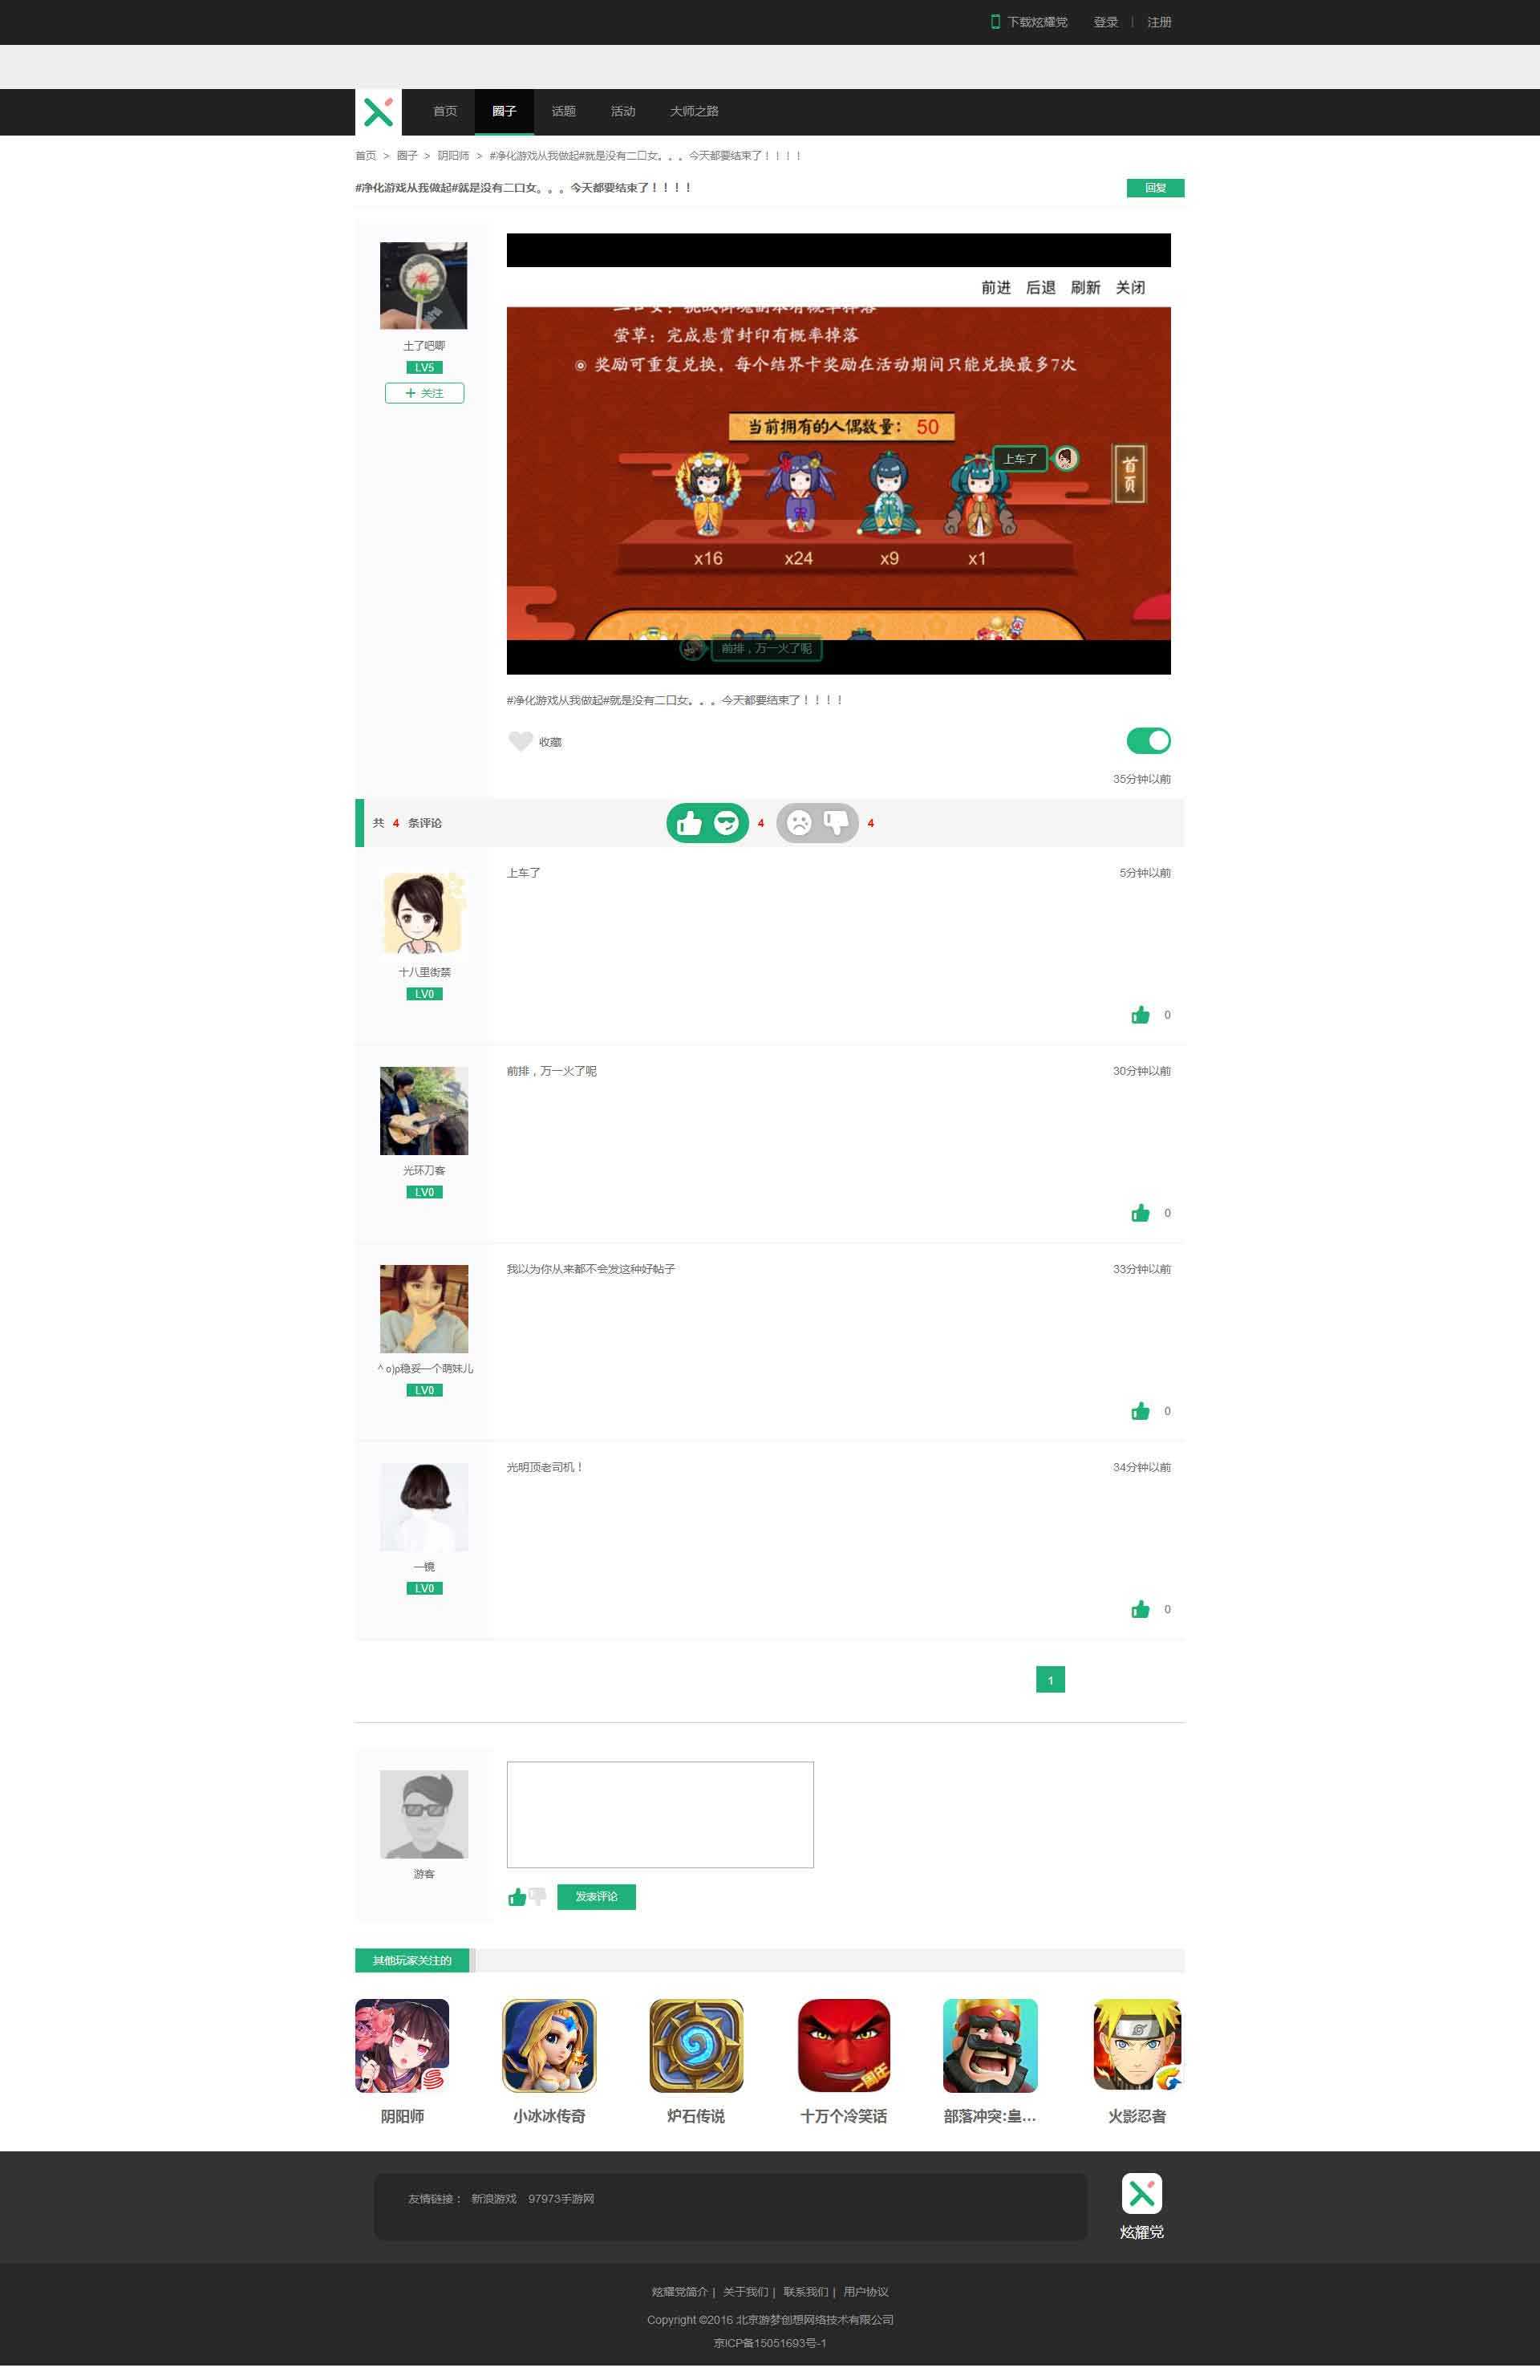 下载炫耀党 登录 | 注册
首页 圈子 话题 活动 大师之路
首页 > 圈子 > 阴阳师 > #净化游戏从我做起#就是没有二口女。。。今天都要结束了！！！！
#净化游戏从我做起#就是没有二口女。。。今天都要结束了！！！！ 回复
土了吧唧
LV5
+ 关注
前进 后退 刷新 关闭
萤草：完成悬赏封印有概率掉落
奖励可重复兑换，每个结界卡奖励在活动期间只能兑换最多7次
当前拥有的人偶数量：50
上车了
首页
x16 x24 x9 x1
前排，万一火了呢
#净化游戏从我做起#就是没有二口女。。。今天都要结束了！！！！
收藏
35分钟以前
共 4 条评论 4 4
上车了 5分钟以前
十八里街禁
LV0
0
前排，万一火了呢 30分钟以前
光环刀客
LV0
0
我以为你从来都不会发这种好帖子 33分钟以前
^ o)ρ稳妥一个萌妹儿
LV0
0
光明顶老司机！ 34分钟以前
一镜
LV0
0
1
游客
发表评论
其他玩家关注的
阴阳师 小冰冰传奇 炉石传说 十万个冷笑话 部落冲突:皇... 火影忍者
一周年
友情链接： 新浪游戏 97973手游网
炫耀党
炫耀党简介 | 关于我们 | 联系我们 | 用户协议
Copyright ©2016 北京游梦创想网络技术有限公司
京ICP备15051693号-1